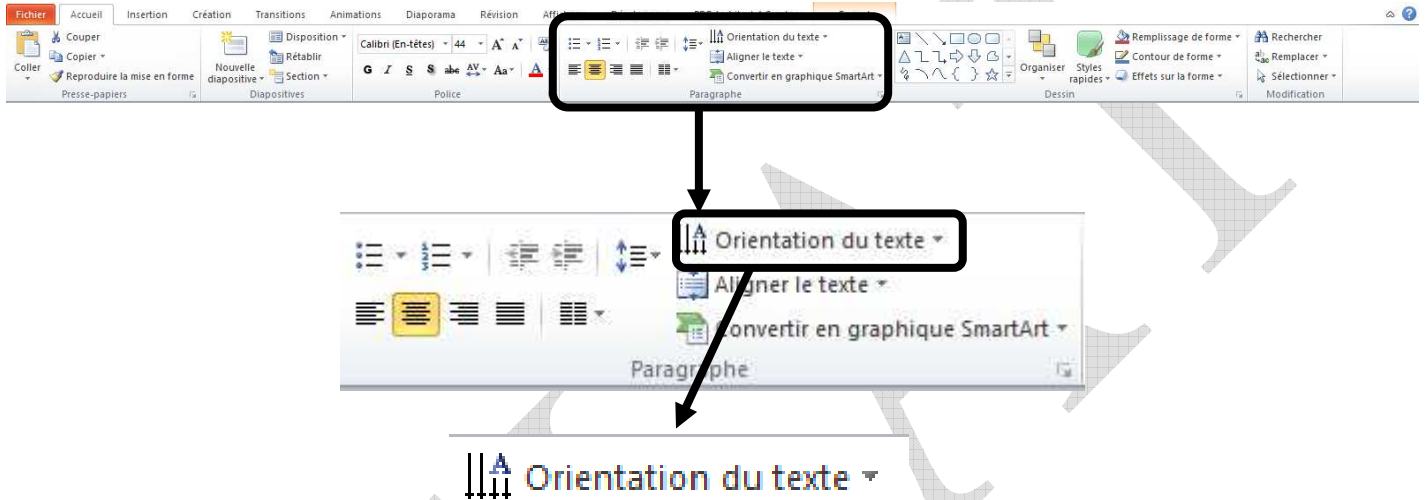 Fichier Accueil Insertion Création Transitions Animations Diaporama Révision
Couper
Copier
Reproduire la mise en forme
Coller
Presse-papiers
Nouvelle diapositive
Disposition
Rétablir
Section
Diapositives
Calibri (En-têtes) 44 A A
G I S S abc AV Aa A
Police
Orientation du texte
Aligner le texte
Convertir en graphique SmartArt
Paragraphe
Organiser
Styles rapides
Remplissage de forme
Contour de forme
Effets sur la forme
Dessin
Rechercher
Remplacer
Sélectionner
Modification
Orientation du texte
Aligner le texte
Convertir en graphique SmartArt
Paragraphe
Orientation du texte